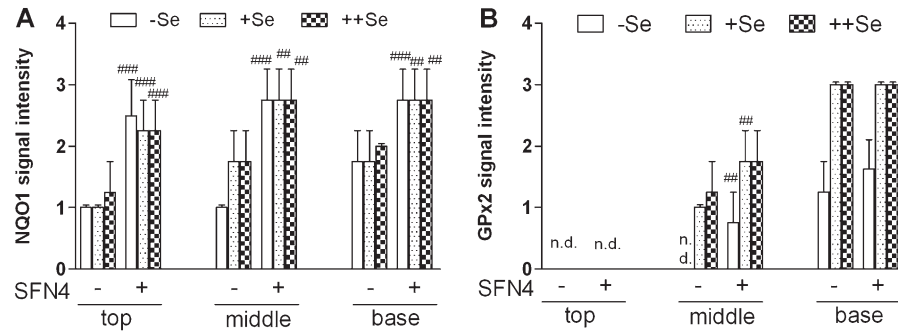 A
-Se +Se ++Se
NQO1 signal intensity
4
3
2
1
0
### ### ###
### ## ##
### ## ##
SFN4 - + - + - +
top middle base
B
-Se +Se ++Se
GPx2 signal intensity
4
3
2
1
0
n.d. n.d.
n.
d.
## ##
SFN4 - + - + - +
top middle base